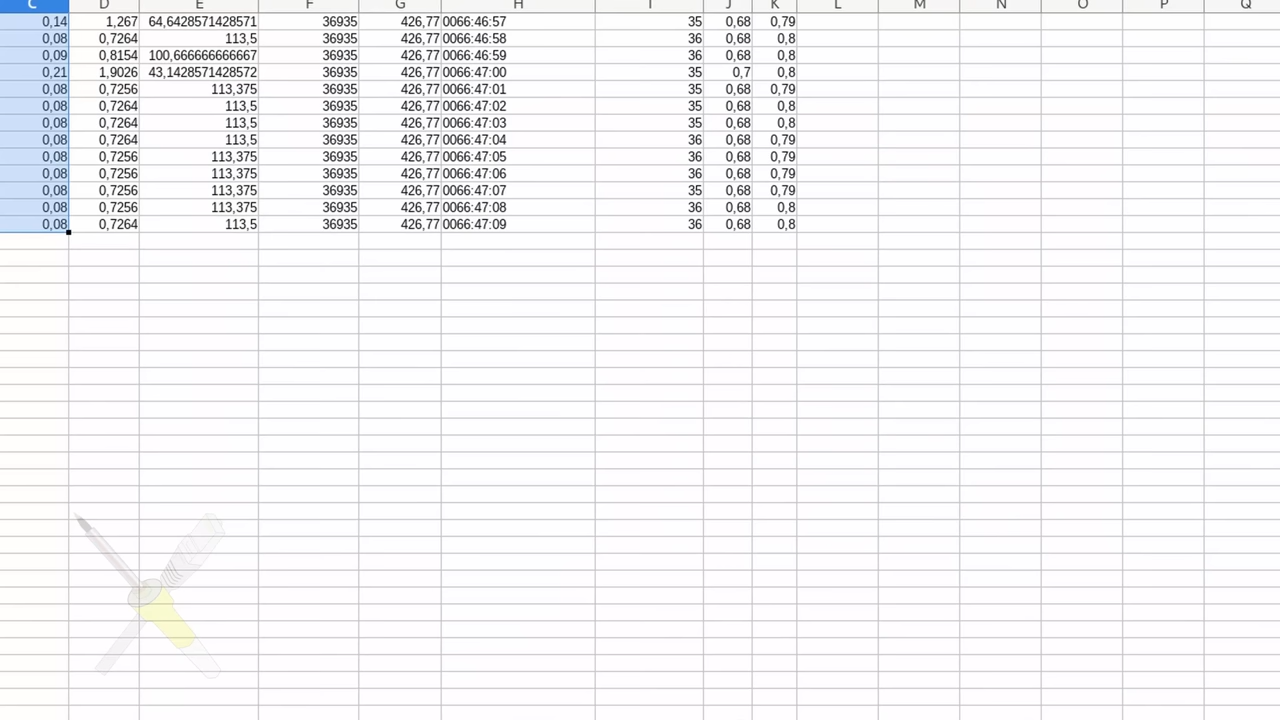 C D E F G H I J K L M N O P Q
0,14 1,267 64,6428571428571 36935 426,77 0066:46:57 35 0,68 0,79
0,08 0,7264 113,5 36935 426,77 0066:46:58 36 0,68 0,8
0,09 0,8154 100,666666666667 36935 426,77 0066:46:59 36 0,68 0,8
0,21 1,9026 43,1428571428572 36935 426,77 0066:47:00 35 0,7 0,8
0,08 0,7256 113,375 36935 426,77 0066:47:01 35 0,68 0,79
0,08 0,7264 113,5 36935 426,77 0066:47:02 35 0,68 0,8
0,08 0,7264 113,5 36935 426,77 0066:47:03 35 0,68 0,8
0,08 0,7264 113,5 36935 426,77 0066:47:04 36 0,68 0,79
0,08 0,7256 113,375 36935 426,77 0066:47:05 36 0,68 0,79
0,08 0,7256 113,375 36935 426,77 0066:47:06 36 0,68 0,79
0,08 0,7256 113,375 36935 426,77 0066:47:07 35 0,68 0,79
0,08 0,7256 113,375 36935 426,77 0066:47:08 36 0,68 0,8
0,08 0,7264 113,5 36935 426,77 0066:47:09 36 0,68 0,8